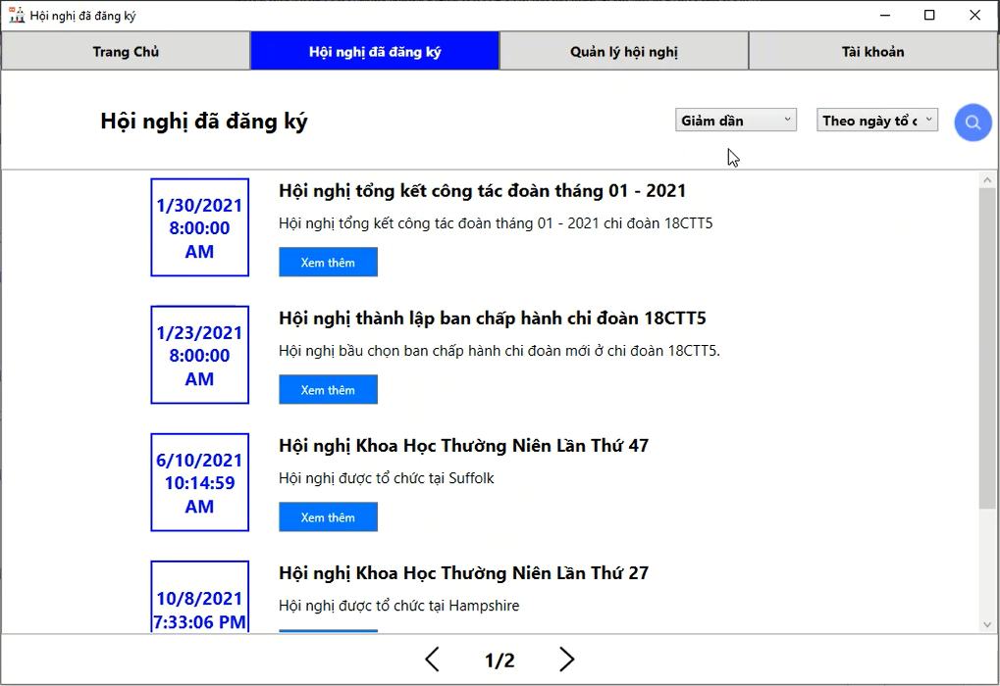 Hội nghị đã đăng ký
Trang Chủ
Hội nghị đã đăng ký
Quản lý hội nghị
Tài khoản
Hội nghị đã đăng ký
Giảm dần
Theo ngày tổ c
1/30/2021
8:00:00
AM
Hội nghị tổng kết công tác đoàn tháng 01 - 2021
Hội nghị tổng kết công tác đoàn tháng 01 - 2021 chi đoàn 18CTT5
Xem thêm
1/23/2021
8:00:00
AM
Hội nghị thành lập ban chấp hành chi đoàn 18CTT5
Hội nghị bầu chọn ban chấp hành chi đoàn mới ở chi đoàn 18CTT5.
Xem thêm
6/10/2021
10:14:59
AM
Hội nghị Khoa Học Thường Niên Lần Thứ 47
Hội nghị được tổ chức tại Suffolk
Xem thêm
10/8/2021
7:33:06 PM
Hội nghị Khoa Học Thường Niên Lần Thứ 27
Hội nghị được tổ chức tại Hampshire
1/2